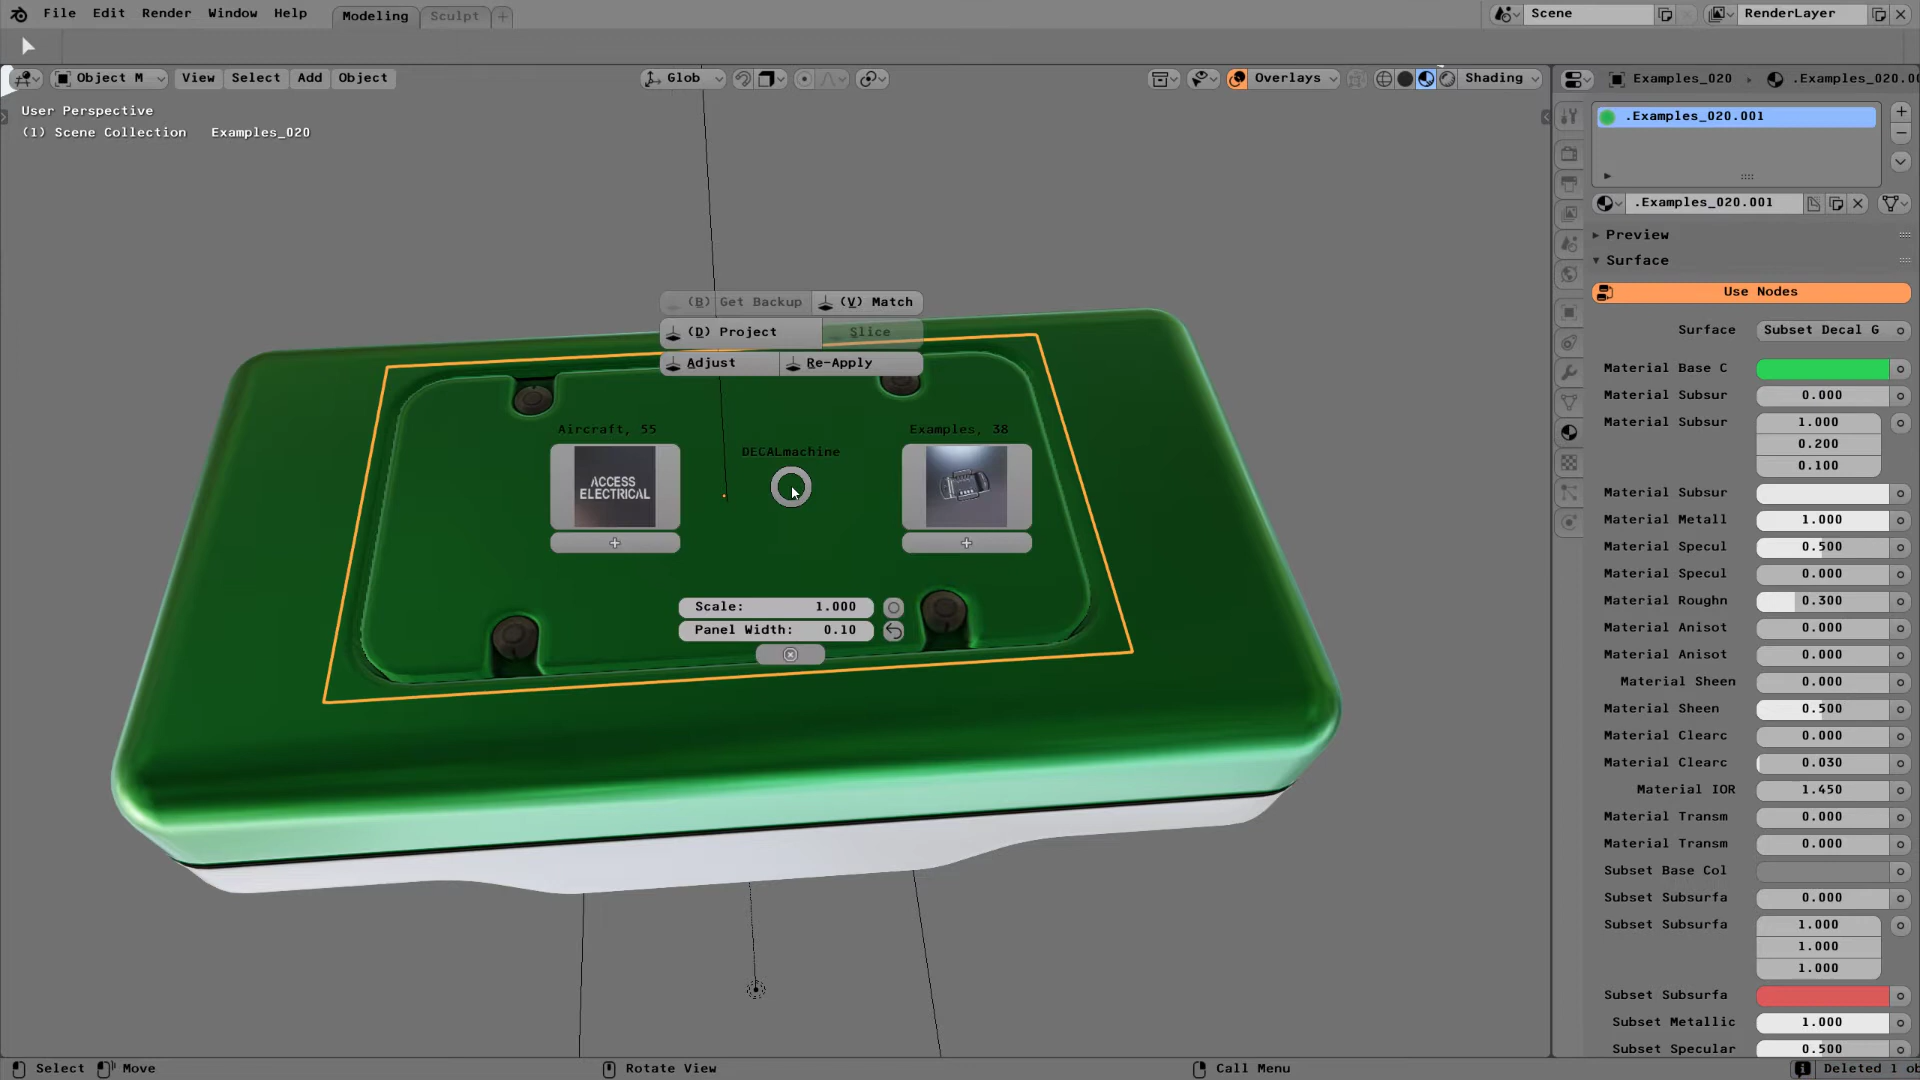 File Edit Render Window Help Modeling Sculpt Scene RenderLayer
Object M View Select Add Object Glob Overlays Shading Examples_020 .Examples_020.00
User Perspective
(1) Scene Collection Examples_020
.Examples_020.001
.Examples_020.001
Preview
Surface
Use Nodes
Surface Subset Decal G
Material Base C
Material Subsur 0.000
Material Subsur 1.000
0.200
0.100
Material Subsur
Material Metall 1.000
Material Specul 0.500
Material Specul 0.000
Material Roughn 0.300
Material Anisot 0.000
Material Anisot 0.000
Material Sheen 0.000
Material Sheen 0.500
Material Clearc 0.000
Material Clearc 0.030
Material IOR 1.450
Material Transm 0.000
Material Transm 0.000
Subset Base Col
Subset Subsurfa 0.000
Subset Subsurfa 1.000
1.000
1.000
Subset Subsurfa
Subset Metallic 1.000
Subset Specular 0.500
(B) Get Backup (V) Match
(D) Project Slice
Adjust Re-Apply
Aircraft, 55 DECALmachine Examples, 38
ACCESS
ELECTRICAL
Scale: 1.000
Panel Width: 0.10
Select Move Rotate View Call Menu Deleted 1 ob